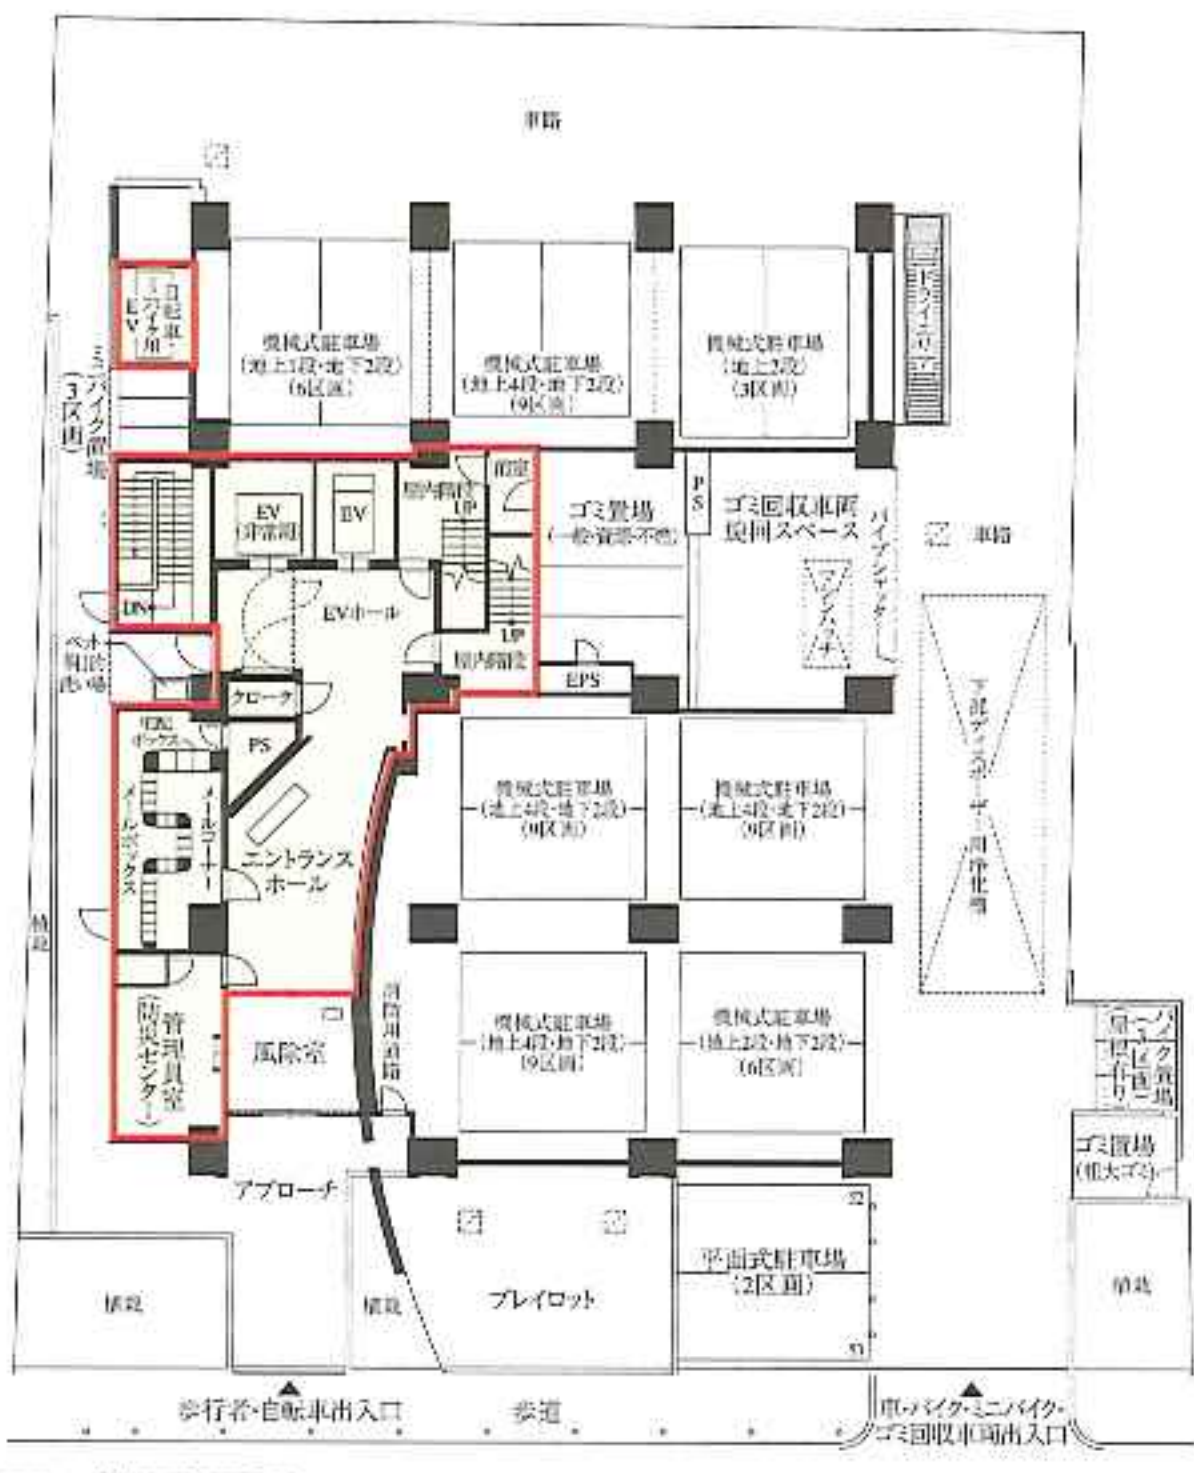 車路
自転車・
ミニバイク用
EV
機械式駐車場
(地上1段・地下2段)
(6区画)
機械式駐車場
(地上4段・地下2段)
(9区画)
機械式駐車場
(地上2段)
(3区画)
ドライエリア
ミニバイク置場
(3区画)
EV
(非常用)
EV
屋内階段
UP
前室
ゴミ置場
(一般・資源・不燃)
PS
ゴミ回収車両
旋回スペース
パイプシャッター
車路
DN
EVホール
UP
屋内階段
EPS
クローク
PS
宅配
ボックス
メールコーナー
メールボックス
エントランス
ホール
機械式駐車場
(地上4段・地下2段)
(9区画)
機械式駐車場
(地上4段・地下2段)
(9区画)
下部ディスポーザー用浄化槽
植栽
管理員室
(防災センター)
風除室
消防用通路
機械式駐車場
(地上4段・地下2段)
(9区画)
機械式駐車場
(地上2段・地下2段)
(6区画)
バイク置場
ゴミ置場
(粗大ゴミ)
アプローチ
52
平面式駐車場
(2区画)
53
植栽
植栽
プレイロット
植栽
歩行者・自転車出入口
歩道
車・バイク・ミニバイク・
ゴミ回収車両出入口